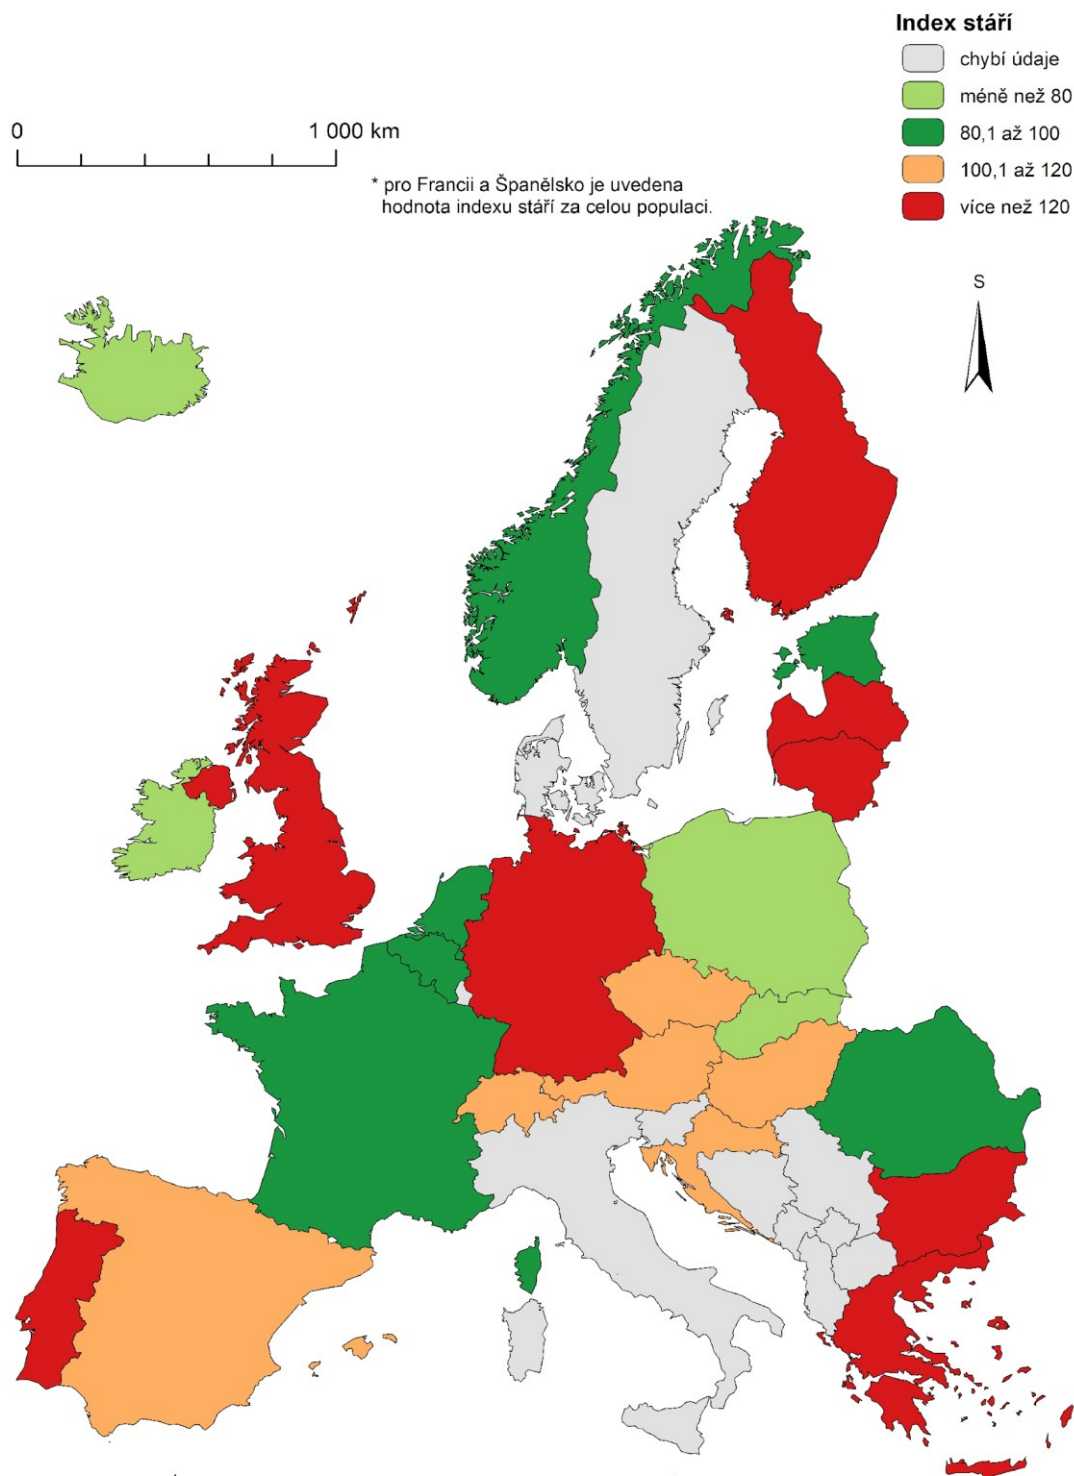 Index stáří
chybí údaje
méně než 80
80,1 až 100
100,1 až 120
více než 120
0 1 000 km
* pro Francii a Španělsko je uvedena
hodnota indexu stáří za celou populaci.
S